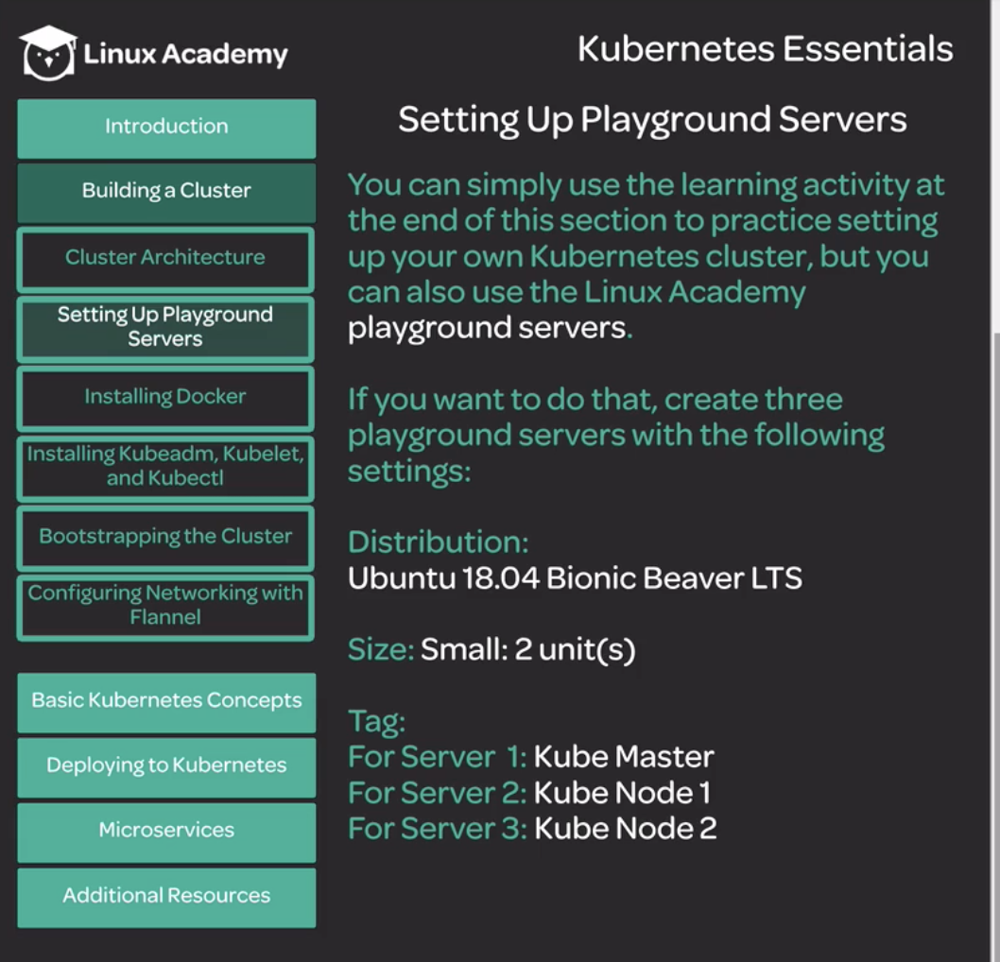 Linux Academy
Kubernetes Essentials
Introduction
Building a Cluster
Cluster Architecture
Setting Up Playground
Servers
Installing Docker
Installing Kubeadm, Kubelet,
and Kubectl
Bootstrapping the Cluster
Configuring Networking with
Flannel
Basic Kubernetes Concepts
Deploying to Kubernetes
Microservices
Additional Resources
Setting Up Playground Servers
You can simply use the learning activity at
the end of this section to practice setting
up your own Kubernetes cluster, but you
can also use the Linux Academy
playground servers.
If you want to do that, create three
playground servers with the following
settings:
Distribution:
Ubuntu 18.04 Bionic Beaver LTS
Size: Small: 2 unit(s)
Tag:
For Server 1: Kube Master
For Server 2: Kube Node 1
For Server 3: Kube Node 2